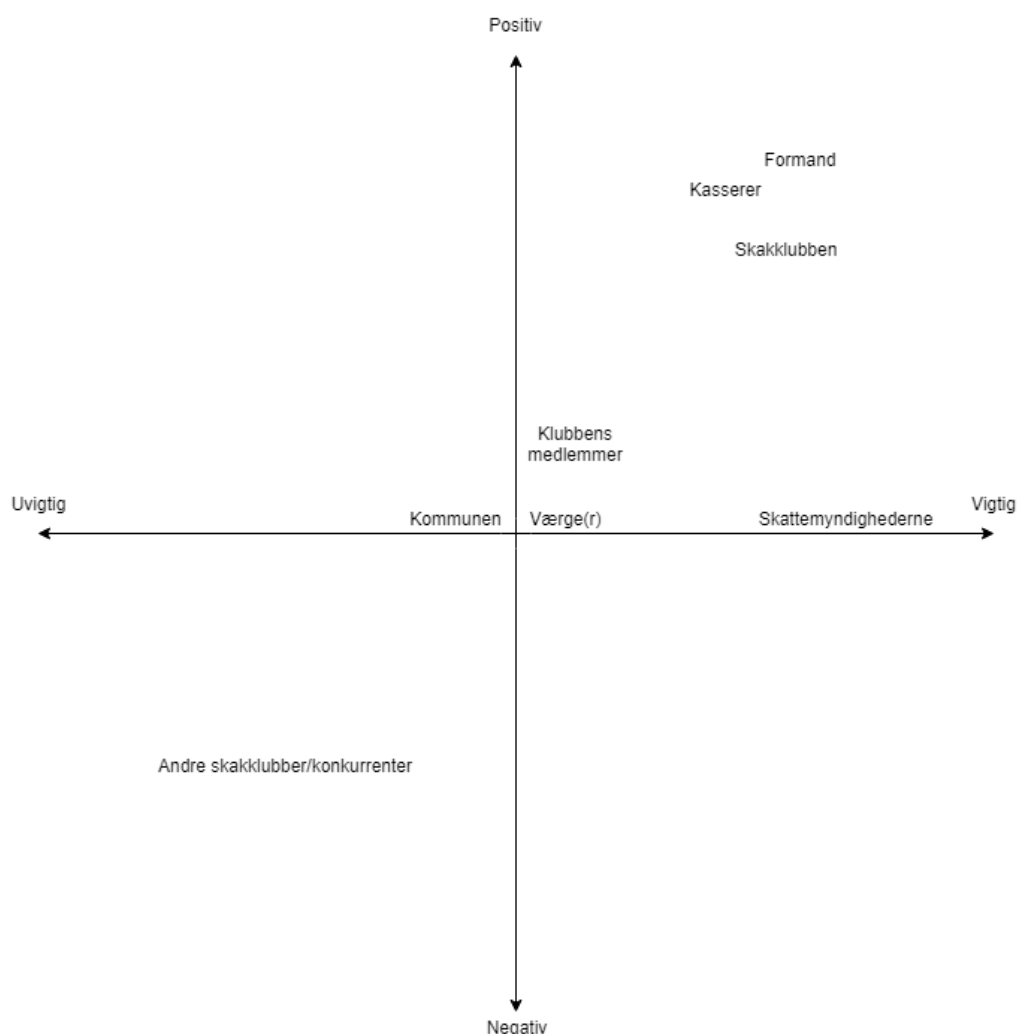 Positiv
Formand
Kasserer
Skakklubben
Klubbens
medlemmer
Uvigtig
Vigtig
Kommunen
Værge(r)
Skattemyndighederne
Andre skakklubber/konkurrenter
Negativ